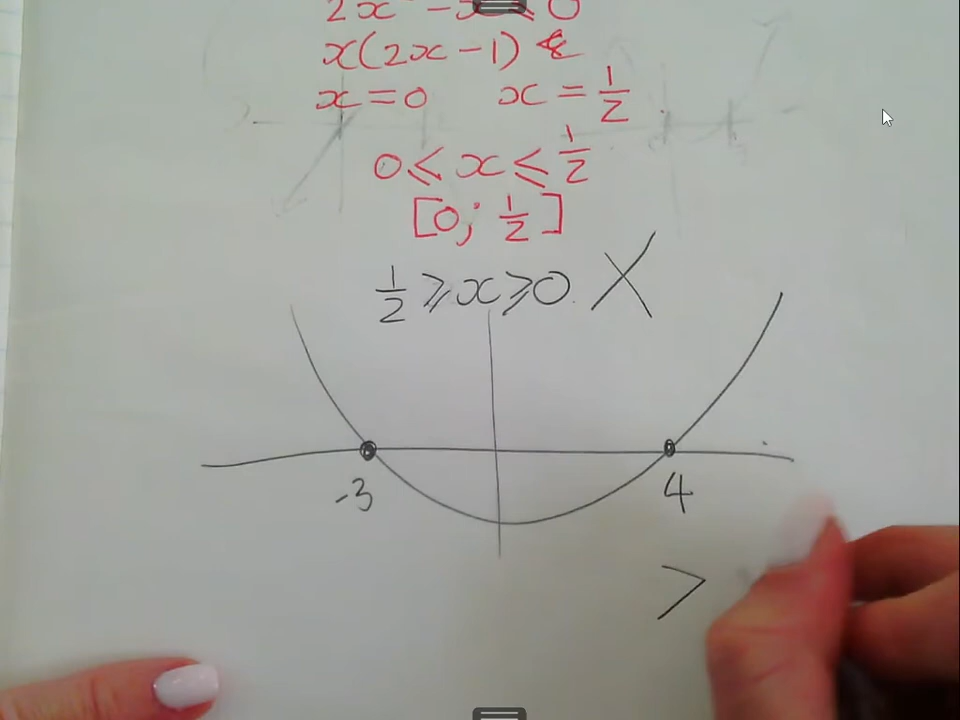 x(2x - 1) ≤
x = 0 x = 1/2
0 ≤ x ≤ 1/2
[0; 1/2]
1/2 ≥ x ≥ 0 X
-3 4
>